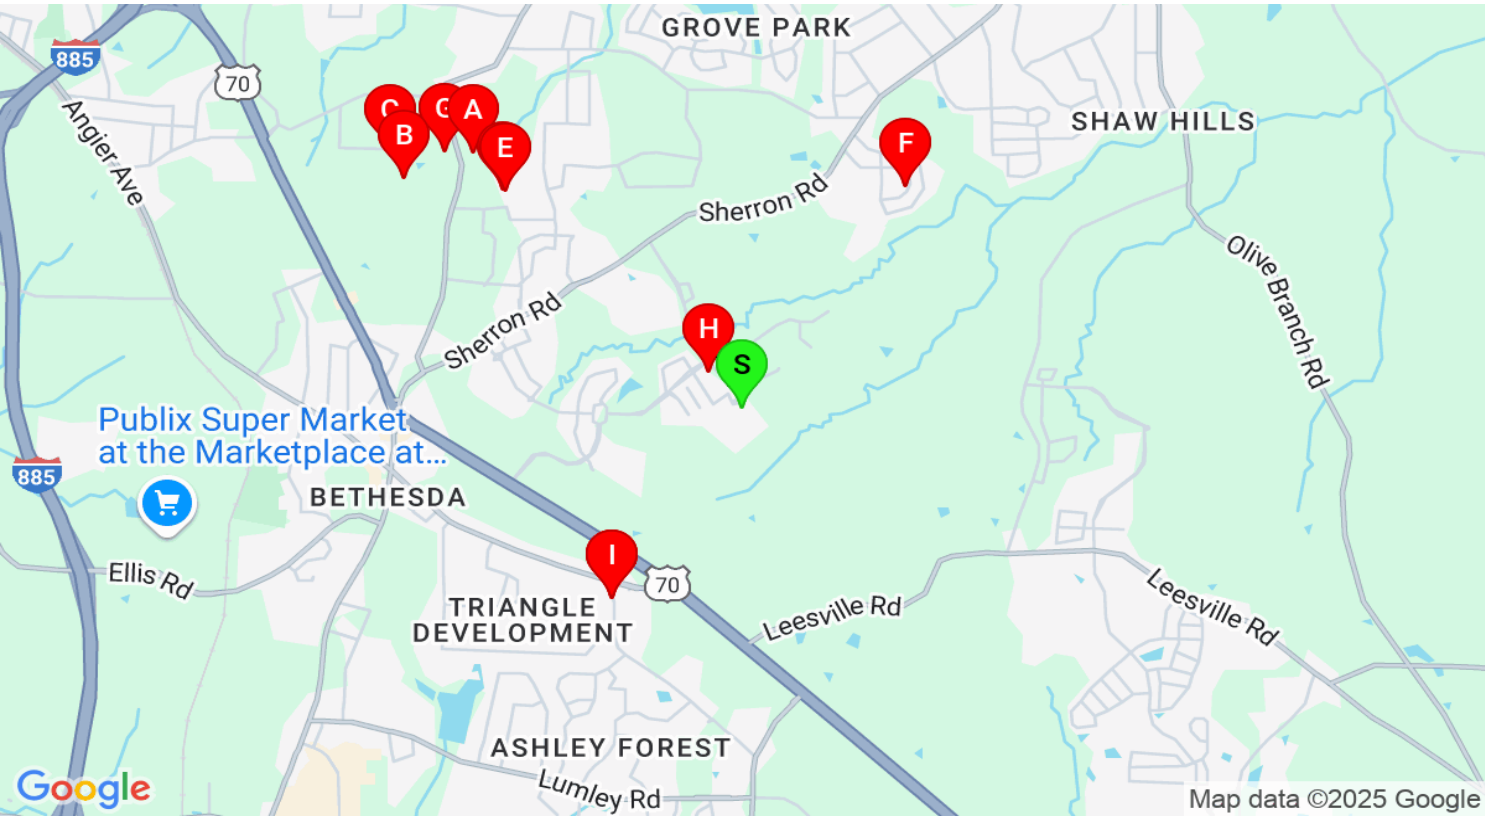 GROVE PARK
885
70
Angier Ave
C
G
A
B
E
F
SHAW HILLS
Sherron Rd
Olive Branch Rd
Sherron Rd
H
S
Publix Super Market
at the Marketplace at...
885
BETHESDA
I
Ellis Rd
70
TRIANGLE
DEVELOPMENT
Leesville Rd
Leesville Rd
ASHLEY FOREST
Lumley Rd
Google
Map data ©2025 Google